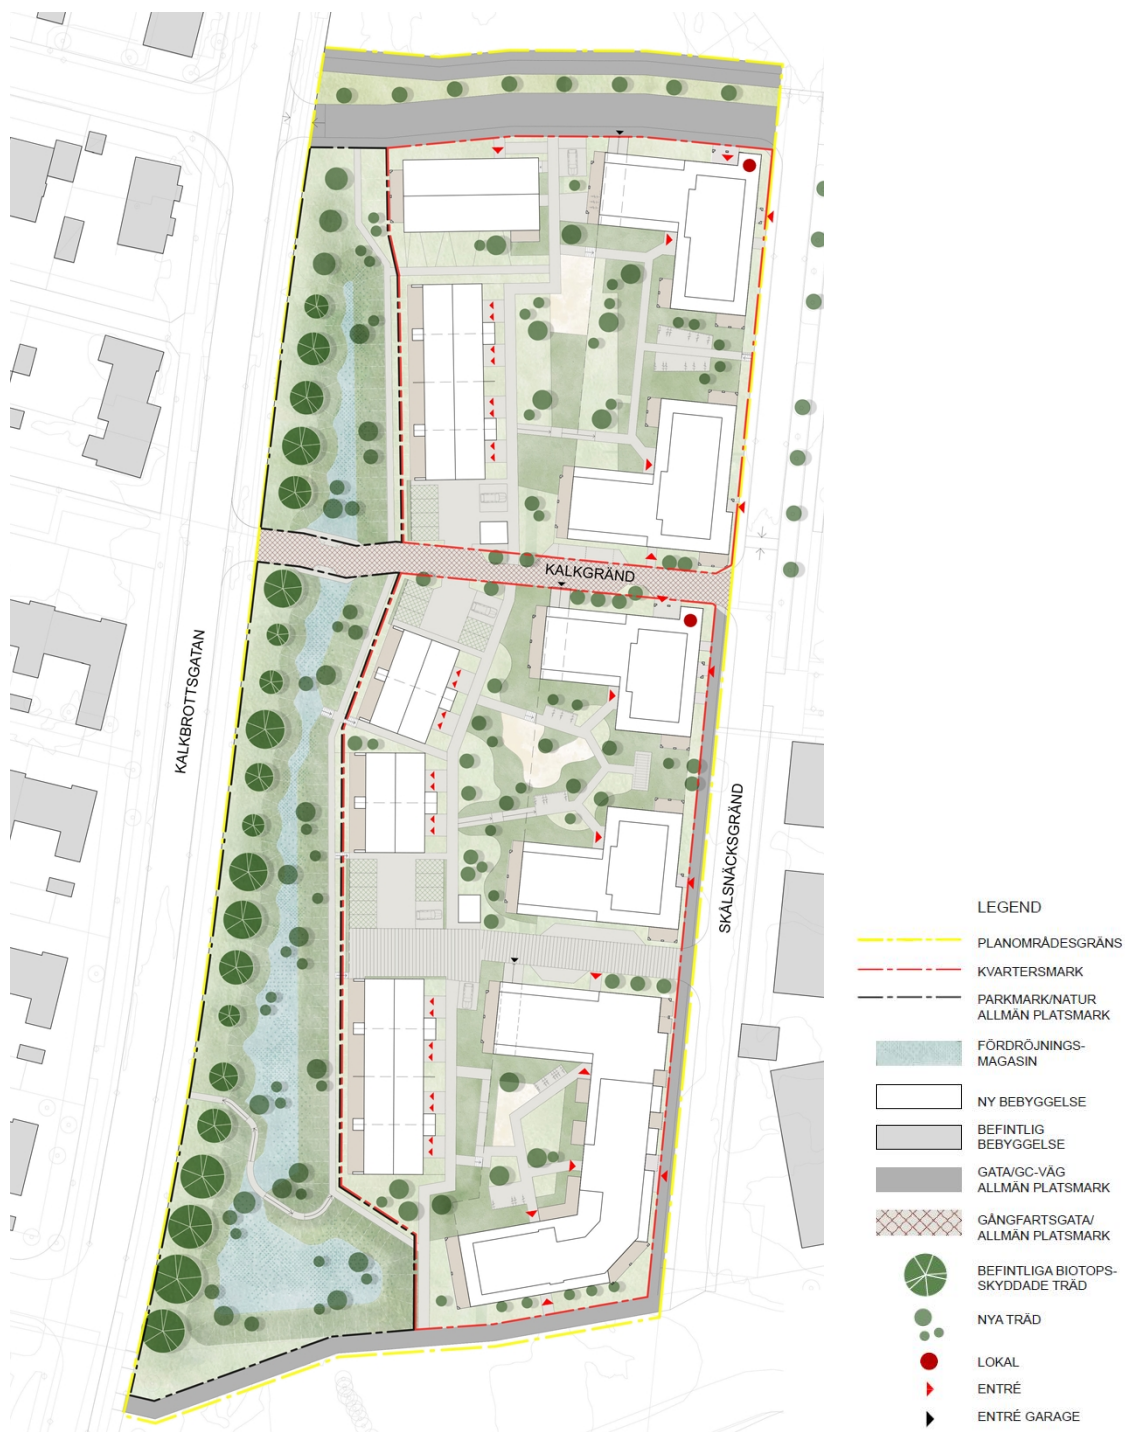 KALKGRÄND
KALKBROTTSGATAN
SKÅLSNÄCKSGRÄND
LEGEND
PLANOMRÅDESGRÄNS
KVARTERSMARK
PARKMARK/NATUR
ALLMÄN PLATSMARK
FÖRDRÖJNINGS-
MAGASIN
NY BEBYGGELSE
BEFINTLIG
BEBYGGELSE
GATA/GC-VÄG
ALLMÄN PLATSMARK
GÅNGFARTSGATA/
ALLMÄN PLATSMARK
BEFINTLIGA BIOTOPS-
SKYDDADE TRÄD
NYA TRÄD
LOKAL
ENTRÉ
ENTRÉ GARAGE